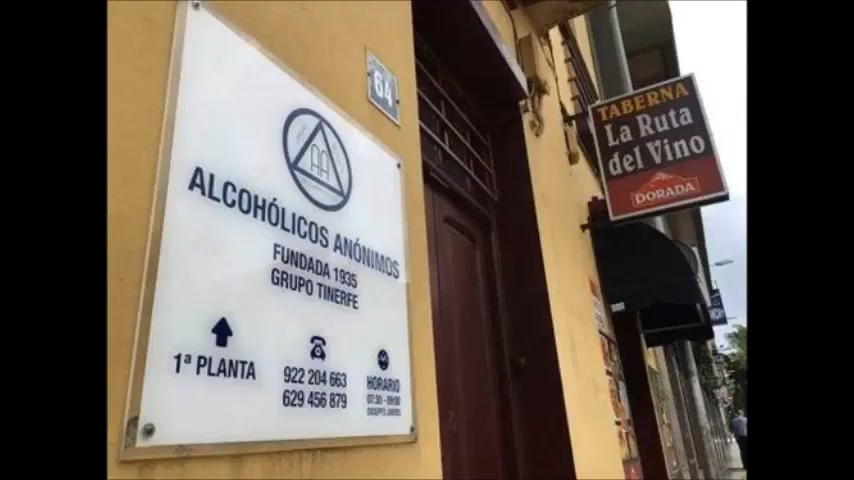 64
AA
ALCOHÓLICOS ANÓNIMOS
FUNDADA 1935
GRUPO TINERFE
1ª PLANTA
922 204 663
629 456 879
HORARIO
TABERNA
La Ruta
del Vino
DORADA